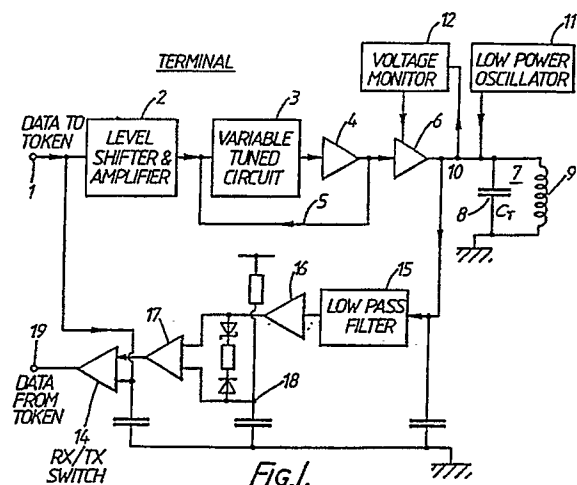 12
11
TERMINAL
2
3
VOLTAGE
MONITOR
LOW POWER
OSCILLATOR
4
6
DATA TO
TOKEN
LEVEL
SHIFTER &
AMPLIFIER
VARIABLE
TUNED
CIRCUIT
1
10
7
9
5
8
CT
16
15
17
LOW PASS
FILTER
19
18
DATA
FROM
TOKEN
14
RX/TX
SWITCH
FIG.1.